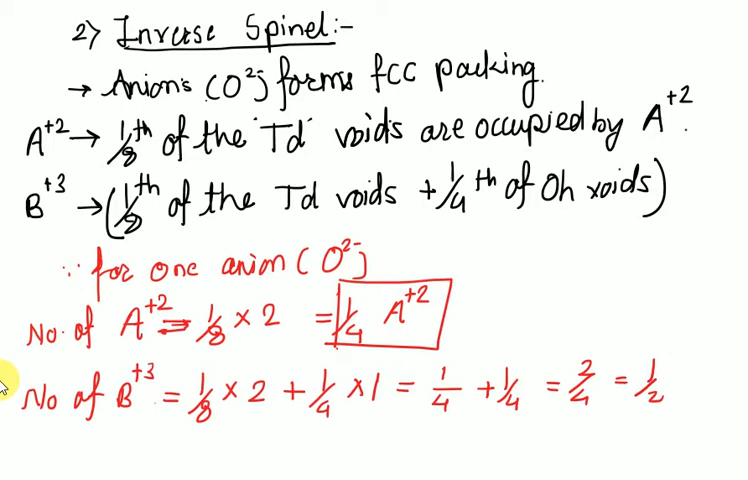 2) Inverse Spinel:-
→ Anions (O²⁻) forms fcc packing.
A⁺² → 1/8ᵗʰ of the "Td" voids are occupied by A⁺².
B⁺³ → (1/8ᵗʰ of the Td voids + 1/4ᵗʰ of Oh voids)
∵ for one anion (O²⁻)
No. of A⁺² ⇒ 1/8 × 2 = 1/4 A⁺²
No of B⁺³ = 1/8 × 2 + 1/4 × 1 = 1/4 + 1/4 = 2/4 = 1/2